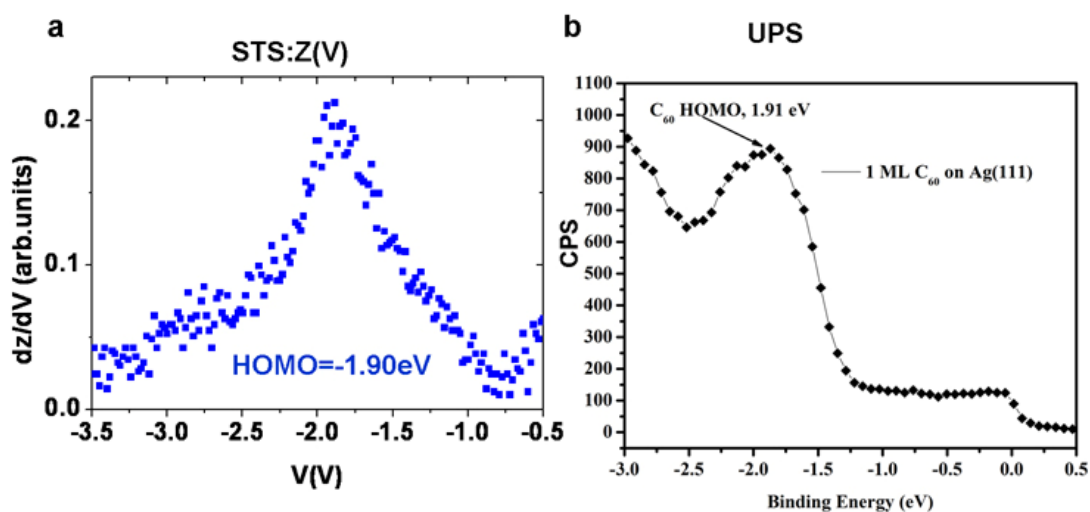 a
STS:Z(V)
dz/dV (arb.units)
0.2
0.1
0.0
HOMO=-1.90eV
-3.5 -3.0 -2.5 -2.0 -1.5 -1.0 -0.5
V(V)
b
UPS
CPS
1100
1000
900
800
700
600
500
400
300
200
100
0
C60 HOMO, 1.91 eV
1 ML C60 on Ag(111)
-3.0 -2.5 -2.0 -1.5 -1.0 -0.5 0.0 0.5
Binding Energy (eV)